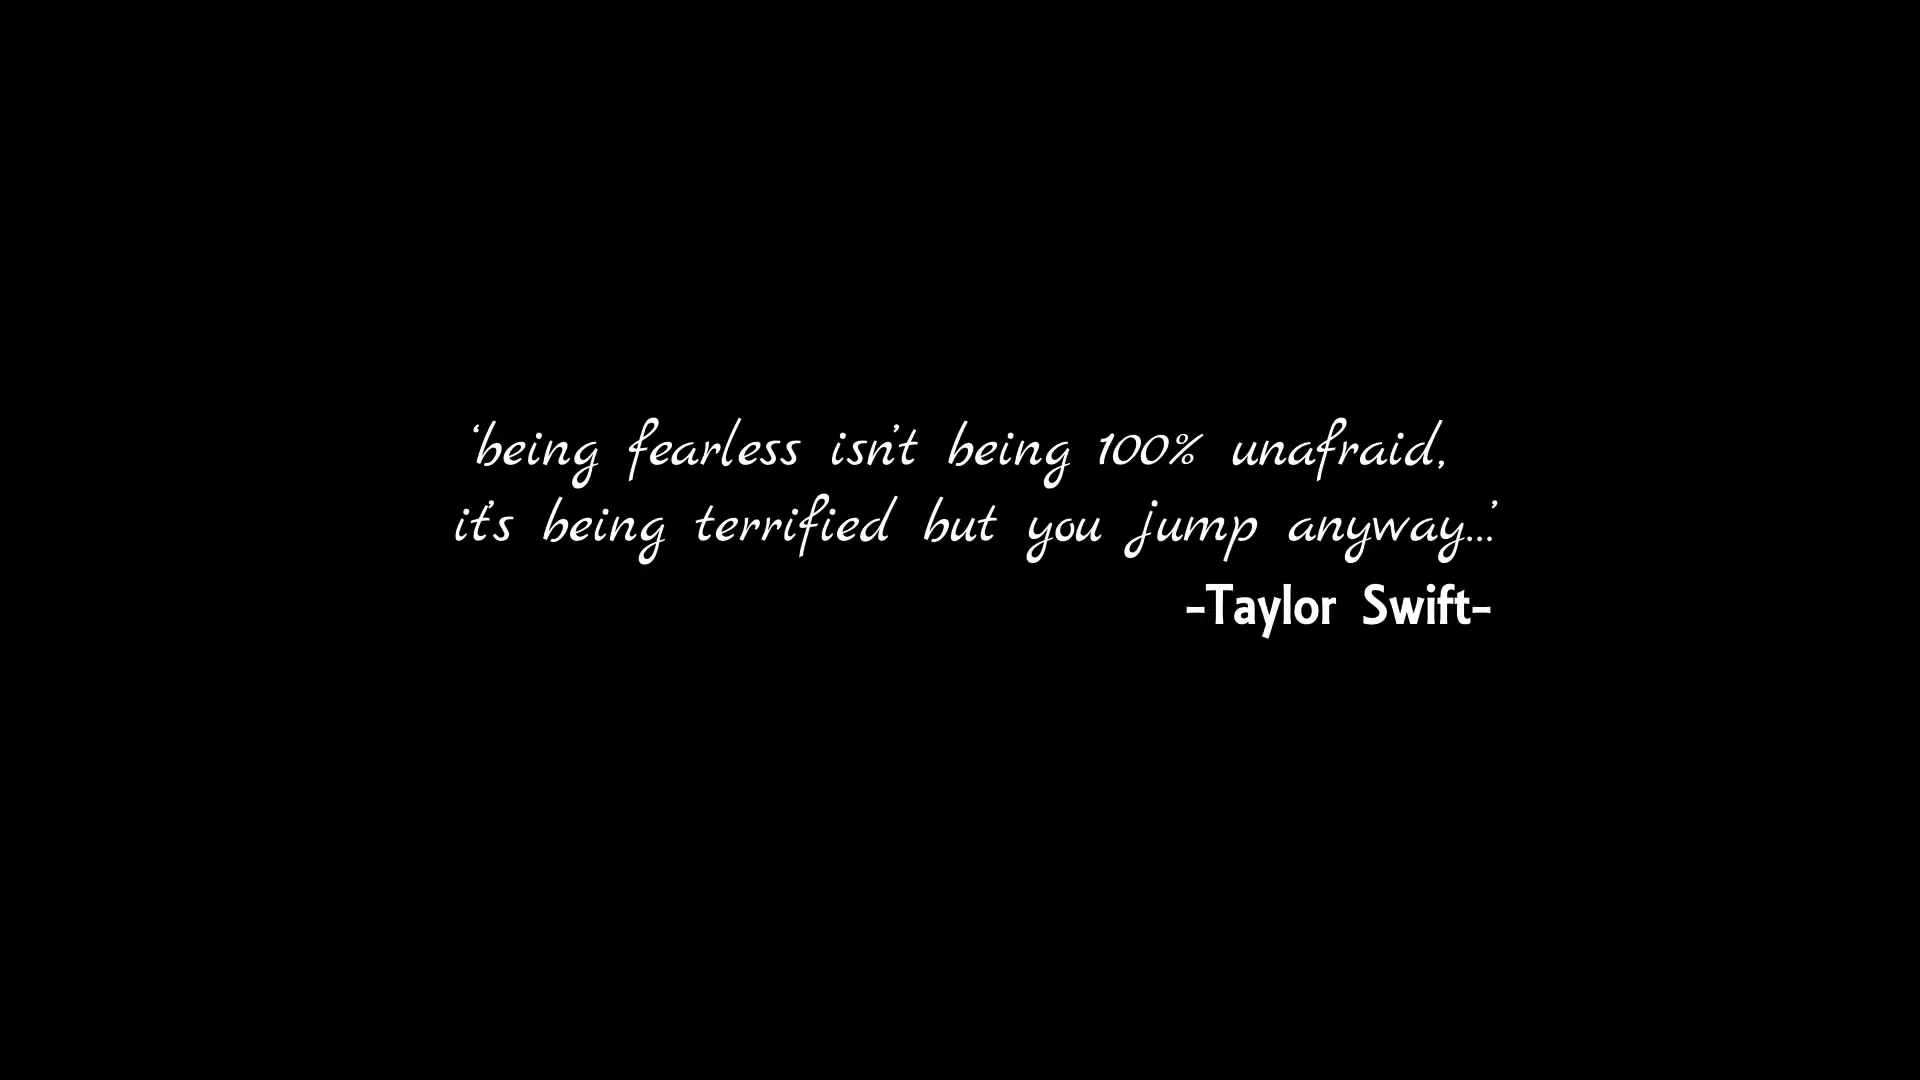 ‘being fearless isn’t being 100% unafraid,
it’s being terrified but you jump anyway...’
-Taylor Swift-